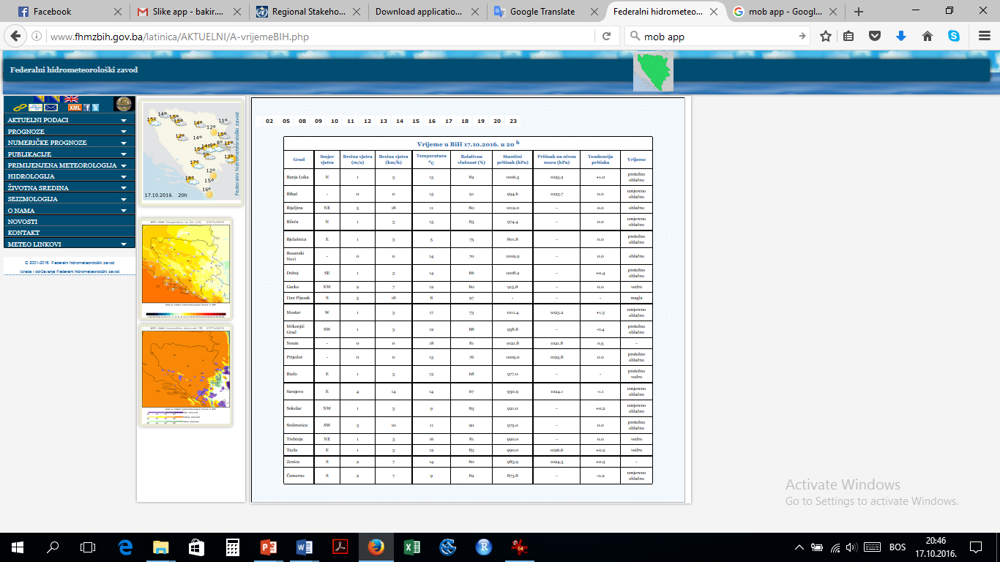 Facebook
Slike app - bakir....
Regional Stakeho...
Download applicatio...
Google Translate
Federalni hidrometeo...
mob app - Googl...
www.fhmzbih.gov.ba/latinica/AKTUELNI/A-vrijemeBIH.php
mob app
Federalni hidrometeorološki zavod
XML
AKTUELNI PODACI
PROGNOZE
NUMERIČKE PROGNOZE
PUBLIKACIJE
PRIMIJENJENA METEOROLOGIJA
HIDROLOGIJA
ŽIVOTNA SREDINA
SEIZMOLOGIJA
O NAMA
NOVOSTI
KONTAKT
METEO LINKOVI
© 2001-2016. Federalni hidrometeorološki zavod
Izrada i održavanje Federalni hidrometeorološki zavod
Federalni hidrometeorološki zavod
17.10.2016. 20h
02 05 08 09 10 11 12 13 14 15 16 17 18 19 20 23
Vrijeme u BiH 17.10.2016. u 20 h
Grad Smjer vjetra Brzina vjetra (m/s) Brzina vjetra (km/h) Temperatura °C Relativna vlažnost (%) Stanični pritisak (hPa) Pritisak na nivou mora (hPa) Tendencija pritiska Vrijeme
Banja Luka N 1 3 15 82 1006.5 1025.2 +1.0 pretežno oblačno
Bihać - 0 0 15 91 994.6 1023.7 0.0 umjereno oblačno
Bijeljina NE 5 18 11 80 1012.0 - 0.0 oblačno
Bileća N 1 3 15 85 974.4 - 0.0 umjereno oblačno
Bjelašnica E 1 3 5 75 801.8 - 0.0 pretežno oblačno
Bosanski Novi - 0 0 14 70 1009.9 - 0.0 oblačno
Doboj SE 1 3 14 86 1008.2 - +0.4 pretežno oblačno
Gacko NW 2 7 12 80 915.8 - 0.0 vedro
Han Pijesak S 5 18 8 97 - - - magla
Mostar W 1 3 17 73 1011.4 1023.2 +1.3 umjereno oblačno
Mrkonjić Grad SW 1 3 12 88 958.8 - -0.4 pretežno oblačno
Neum - 0 0 18 81 1021.8 1021.8 0.5 -
Prijedor - 0 0 15 76 1009.0 1025.8 0.0 pretežno oblačno
Rudo E 1 3 13 68 977.0 - - pretežno vedro
Sarajevo E 4 14 14 67 950.9 1024.1 -1.1 umjereno oblačno
Sokolac NW 1 3 9 85 921.0 - +0.2 umjereno oblačno
Srebrenica SW 3 10 11 90 975.0 - 0.0 pretežno oblačno
Trebinje NE 1 3 16 81 990.0 - 0.0 vedro
Tuzla E 1 3 12 83 990.0 1026.6 +0.2 vedro
Zenica S 2 7 14 80 983.9 1024.5 +0.9 -
Čemerno S 2 7 9 82 873.8 - -0.2 umjereno oblačno
Activate Windows
Go to Settings to activate Windows.
BOS
20:46
17.10.2016.